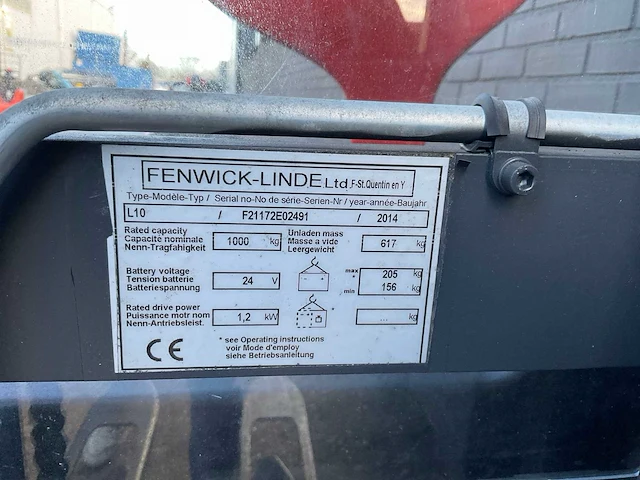 FENWICK-LINDE Ltd ,F-St.Quentin en Y
Type-Modèle-Typ / Serial no-No de série-Serien-Nr / year-année-Baujahr
L10 / F21172E02491 / 2014
Rated capacity
Capacité nominale
Nenn-Tragfahigkeit
1000 kg
Unladen mass
Masse a vide
Leergewicht
617 kg
Battery voltage
Tension batterie
Batteriespannung
24 V
max 205 kg
+
min 156 kg
Rated drive power
Puissance motr nom
Nenn-Antriebsleist.
1,2 kW
*
kg
CE
* see Operating instructions
voir Mode d'employ
siehe Betriebsanleitung